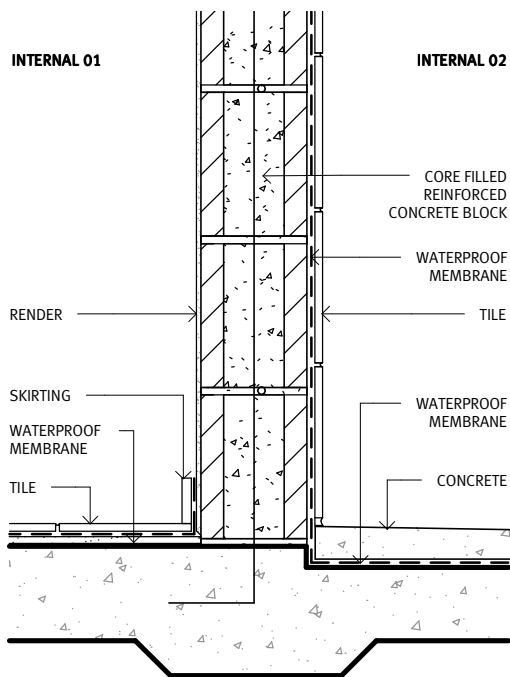 INTERNAL 01
INTERNAL 02
CORE FILLED
REINFORCED
CONCRETE BLOCK
WATERPROOF
MEMBRANE
RENDER
TILE
SKIRTING
WATERPROOF
MEMBRANE
WATERPROOF
MEMBRANE
TILE
CONCRETE